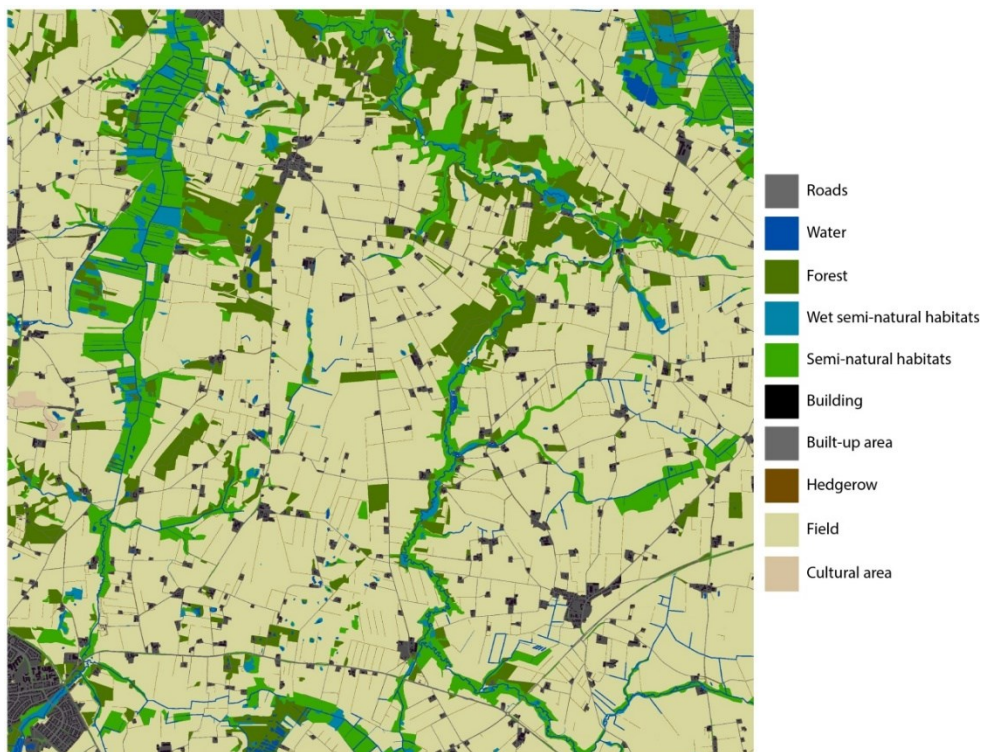 Roads
Water
Forest
Wet semi-natural habitats
Semi-natural habitats
Building
Built-up area
Hedgerow
Field
Cultural area